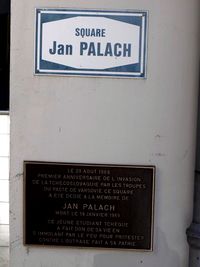 SQUARE
Jan PALACH
LE 20 AOUT 1989
PREMIER ANNIVERSAIRE DE L'INVASION
DE LA TCHECOSLOVAQUIE PAR LES TROUPES
DU PACTE DE VARSOVIE CE SQUARE
A ETE DEDIE A LA MEMOIRE DE
JAN PALACH
MORT LE 19 JANVIER 1969
CE JEUNE ETUDIANT TCHEQUE
A FAIT DON DE SA VIE EN
S'IMMOLANT PAR LE FEU POUR PROTESTER
CONTRE L'OUTRAGE FAIT A SA PATRIE